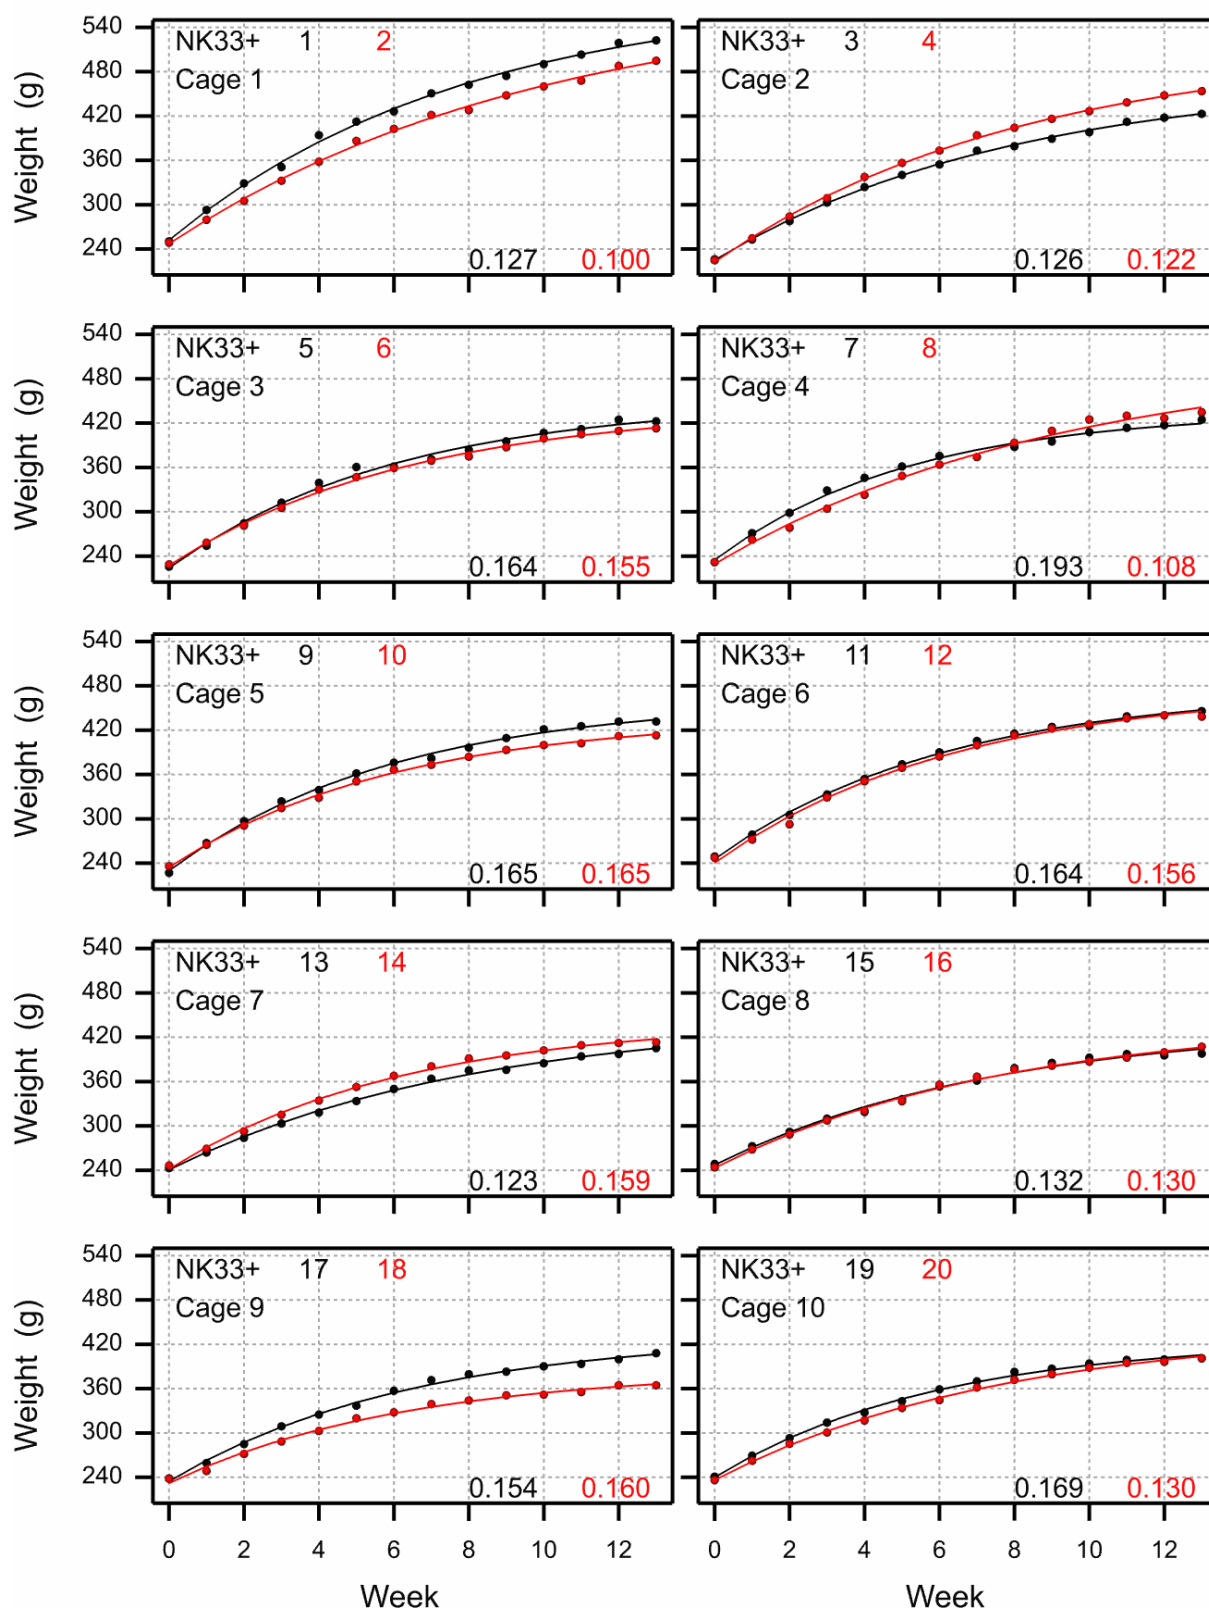 540
480
420
360
300
240
Weight (g)
NK33+ 1 2
Cage 1
0.127 0.100
NK33+ 3 4
Cage 2
0.126 0.122
540
480
420
360
300
240
Weight (g)
NK33+ 5 6
Cage 3
0.164 0.155
NK33+ 7 8
Cage 4
0.193 0.108
540
480
420
360
300
240
Weight (g)
NK33+ 9 10
Cage 5
0.165 0.165
NK33+ 11 12
Cage 6
0.164 0.156
540
480
420
360
300
240
Weight (g)
NK33+ 13 14
Cage 7
0.123 0.159
NK33+ 15 16
Cage 8
0.132 0.130
540
480
420
360
300
240
Weight (g)
NK33+ 17 18
Cage 9
0.154 0.160
NK33+ 19 20
Cage 10
0.169 0.130
0 2 4 6 8 10 12
0 2 4 6 8 10 12
Week
Week